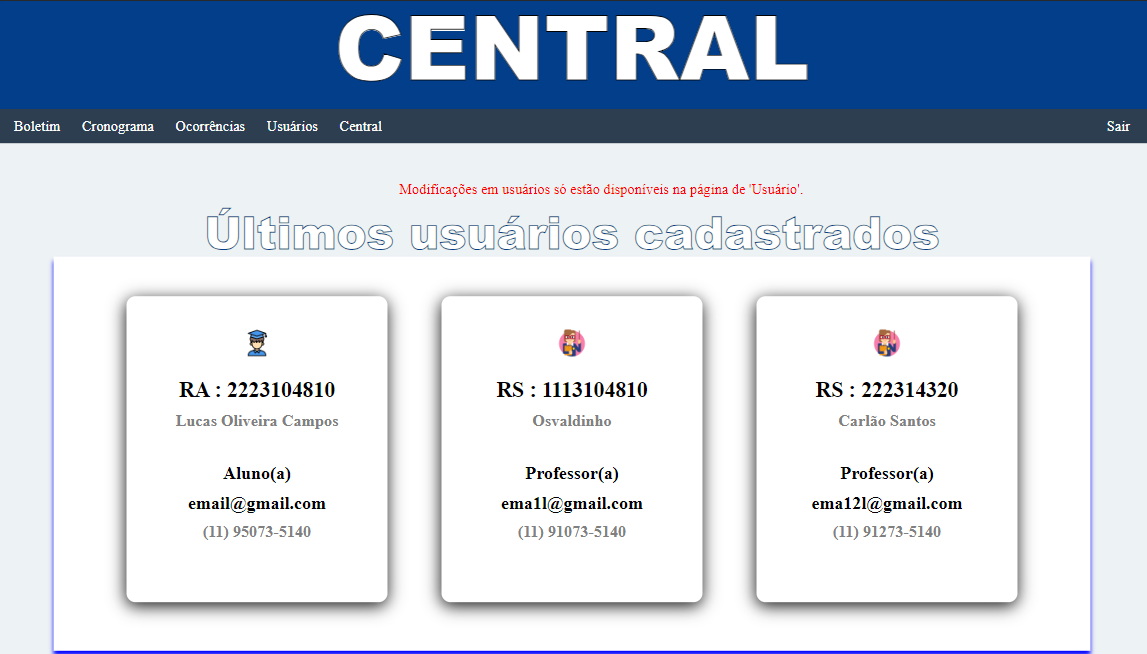 CENTRAL
Boletim Cronograma Ocorrências Usuários Central Sair
Modificações em usuários só estão disponíveis na página de 'Usuário'.
Últimos usuários cadastrados
RA : 2223104810
Lucas Oliveira Campos
Aluno(a)
email@gmail.com
(11) 95073-5140
RS : 1113104810
Osvaldinho
Professor(a)
ema1l@gmail.com
(11) 91073-5140
RS : 222314320
Carlão Santos
Professor(a)
ema12l@gmail.com
(11) 91273-5140